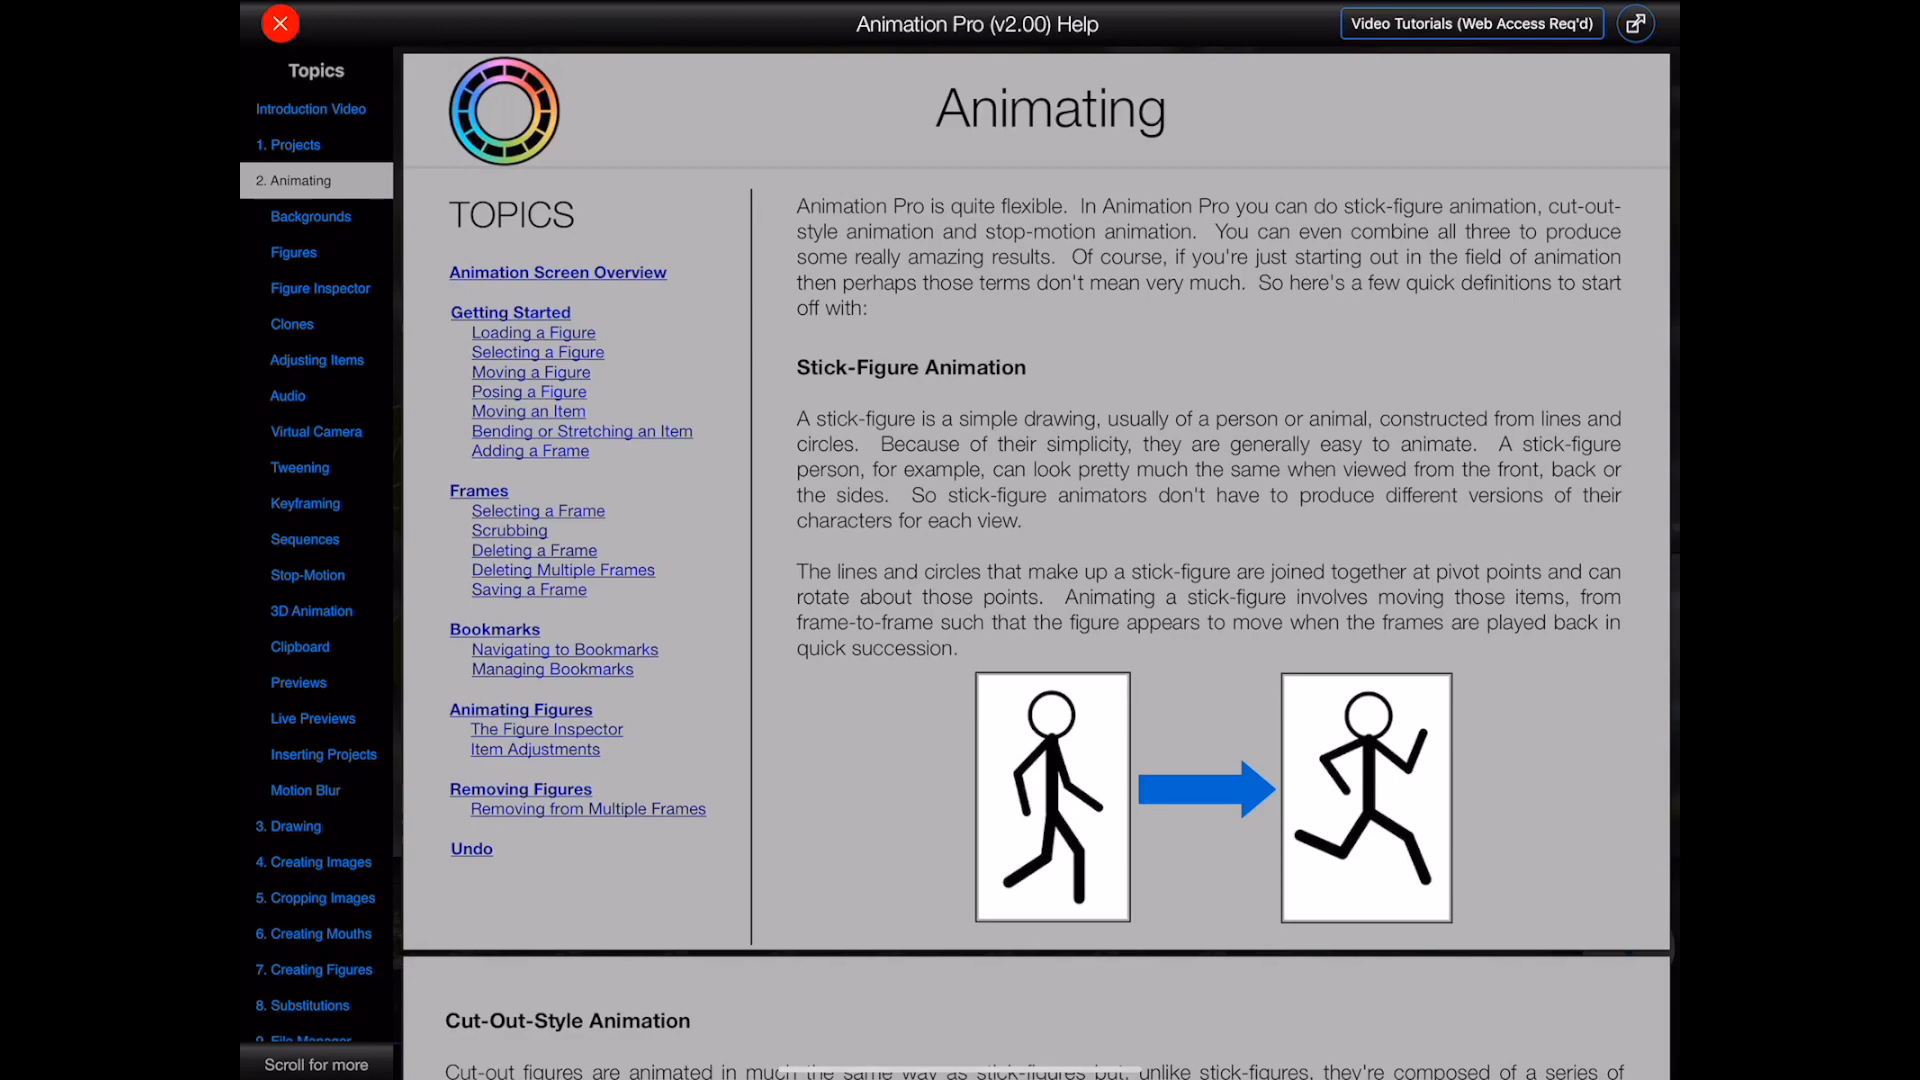 Animation Pro (v2.00) Help
Video Tutorials (Web Access Req'd)
Topics
Introduction Video
1. Projects
2. Animating
Backgrounds
Figures
Figure Inspector
Clones
Adjusting Items
Audio
Virtual Camera
Tweening
Keyframing
Sequences
Stop-Motion
3D Animation
Clipboard
Previews
Live Previews
Inserting Projects
Motion Blur
3. Drawing
4. Creating Images
5. Cropping Images
6. Creating Mouths
7. Creating Figures
8. Substitutions
9. File Manager
Scroll for more
Animating
TOPICS
Animation Screen Overview
Getting Started
Loading a Figure
Selecting a Figure
Moving a Figure
Posing a Figure
Moving an Item
Bending or Stretching an Item
Adding a Frame
Frames
Selecting a Frame
Scrubbing
Deleting a Frame
Deleting Multiple Frames
Saving a Frame
Bookmarks
Navigating to Bookmarks
Managing Bookmarks
Animating Figures
The Figure Inspector
Item Adjustments
Removing Figures
Removing from Multiple Frames
Undo
Animation Pro is quite flexible. In Animation Pro you can do stick-figure animation, cut-out-
style animation and stop-motion animation. You can even combine all three to produce
some really amazing results. Of course, if you're just starting out in the field of animation
then perhaps those terms don't mean very much. So here's a few quick definitions to start
off with:
Stick-Figure Animation
A stick-figure is a simple drawing, usually of a person or animal, constructed from lines and
circles. Because of their simplicity, they are generally easy to animate. A stick-figure
person, for example, can look pretty much the same when viewed from the front, back or
the sides. So stick-figure animators don't have to produce different versions of their
characters for each view.
The lines and circles that make up a stick-figure are joined together at pivot points and can
rotate about those points. Animating a stick-figure involves moving those items, from
frame-to-frame such that the figure appears to move when the frames are played back in
quick succession.
Cut-Out-Style Animation
Cut-out figures are animated in much the same way as stick-figures but, unlike stick-figures, they're composed of a series of